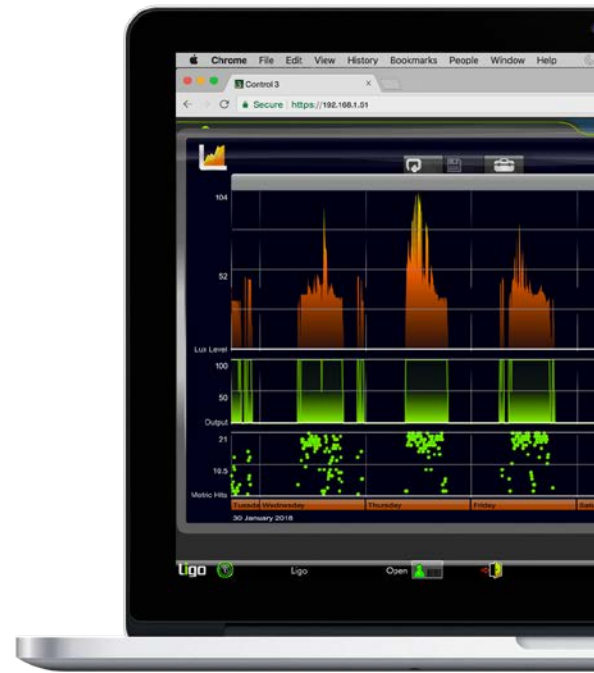 Chrome File Edit View History Bookmarks People Window Help
Control 3
Secure https://192.168.1.51
104
52
Lux Level
100
50
Output
21
10.5
Metric Hits
Tuesda Wednesday Thursday Friday Satu
30 January 2018
Ligo Ligo Open